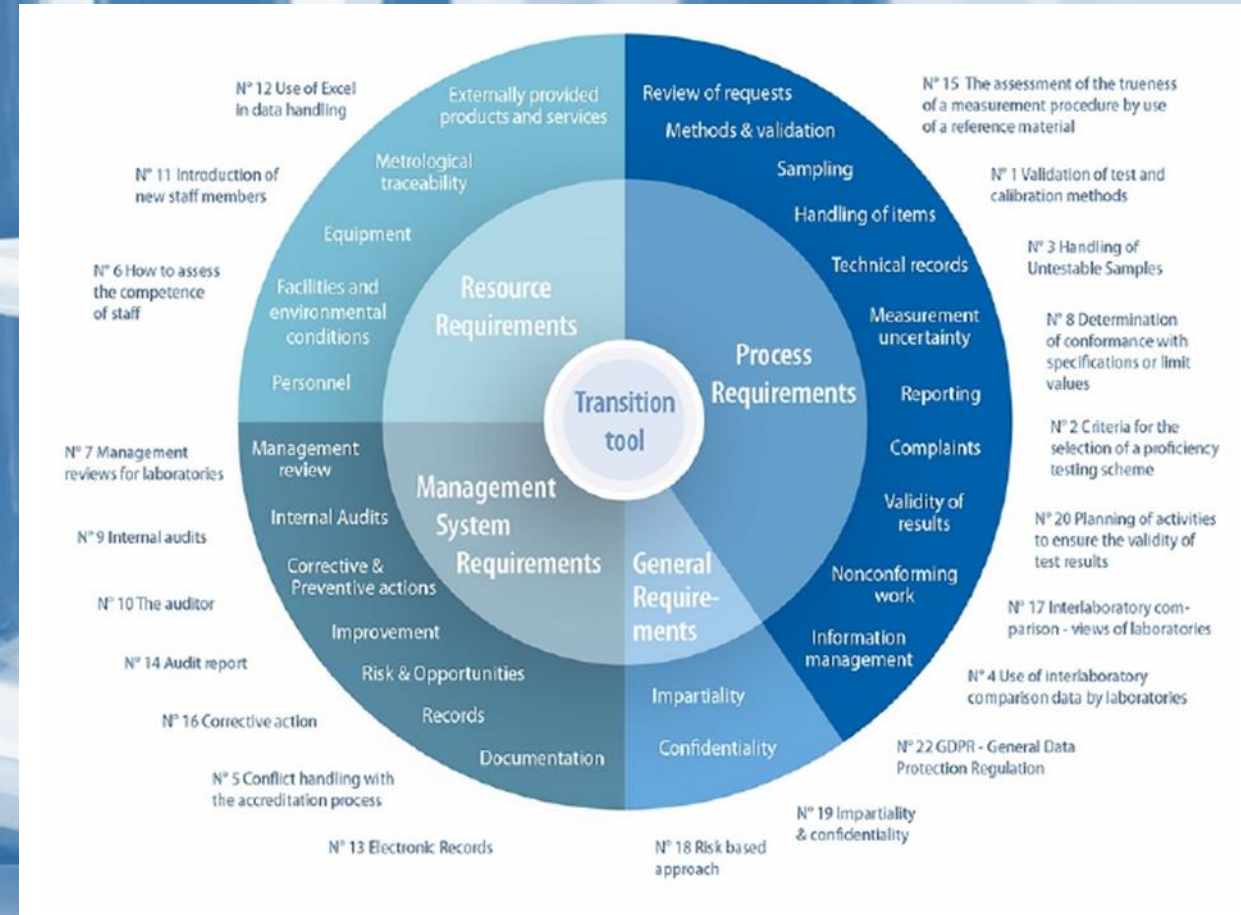 N° 12 Use of Excel
in data handling
N° 11 Introduction of
new staff members
N° 6 How to assess
the competence
of staff
N° 7 Management
reviews for laboratories
N° 9 Internal audits
N° 10 The auditor
N° 14 Audit report
N° 16 Corrective action
N° 5 Conflict handling with
the accreditation process
N° 13 Electronic Records
Externally provided
products and services
Metrological
traceability
Equipment
Facilities and
environmental
conditions
Personnel
Resource
Requirements
Management
review
Internal Audits
Corrective &
Preventive actions
Improvement
Risk & Opportunities
Records
Documentation
Management
System
Requirements
Transition
tool
General
Require-
ments
Impartiality
Confidentiality
Process
Requirements
Review of requests
Methods & validation
Sampling
Handling of items
Technical records
Measurement
uncertainty
Reporting
Complaints
Validity of
results
Nonconforming
work
Information
management
N° 15 The assessment of the trueness
of a measurement procedure by use
of a reference material
N° 1 Validation of test and
calibration methods
N° 3 Handling of
Untestable Samples
N° 8 Determination
of conformance with
specifications or limit
values
N° 2 Criteria for the
selection of a proficiency
testing scheme
N° 20 Planning of activities
to ensure the validity of
test results
N° 17 Interlaboratory com-
parison - views of laboratories
N° 4 Use of interlaboratory
comparison data by laboratories
N° 22 GDPR - General Data
Protection Regulation
N° 19 Impartiality
& confidentiality
N° 18 Risk based
approach